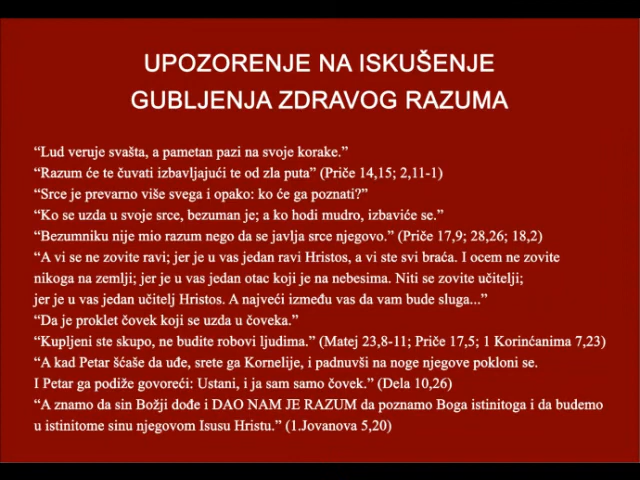 UPOZORENJE NA ISKUŠENJE
GUBLJENJA ZDRAVOG RAZUMA
“Lud veruje svašta, a pametan pazi na svoje korake.”
“Razum će te čuvati izbavljajući te od zla puta” (Priče 14,15; 2,11-1)
“Srce je prevarno više svega i opako: ko će ga poznati?”
“Ko se uzda u svoje srce, bezuman je; a ko hodi mudro, izbaviće se.”
“Bezumniku nije mio razum nego da se javlja srce njegovo.” (Priče 17,9; 28,26; 18,2)
“A vi se ne zovite ravi; jer je u vas jedan ravi Hristos, a vi ste svi braća. I ocem ne zovite
nikoga na zemlji; jer je u vas jedan otac koji je na nebesima. Niti se zovite učitelji;
jer je u vas jedan učitelj Hristos. A najveći između vas da vam bude sluga...”
“Da je proklet čovek koji se uzda u čoveka.”
“Kupljeni ste skupo, ne budite robovi ljudima.” (Matej 23,8-11; Priče 17,5; 1 Korinćanima 7,23)
“A kad Petar šćaše da uđe, srete ga Kornelije, i padnuvši na noge njegove pokloni se.
I Petar ga podiže govoreći: Ustani, i ja sam samo čovek.” (Dela 10,26)
“A znamo da sin Božji dođe i DAO NAM JE RAZUM da poznamo Boga istinitoga i da budemo
u istinitome sinu njegovom Isusu Hristu.” (1.Jovanova 5,20)